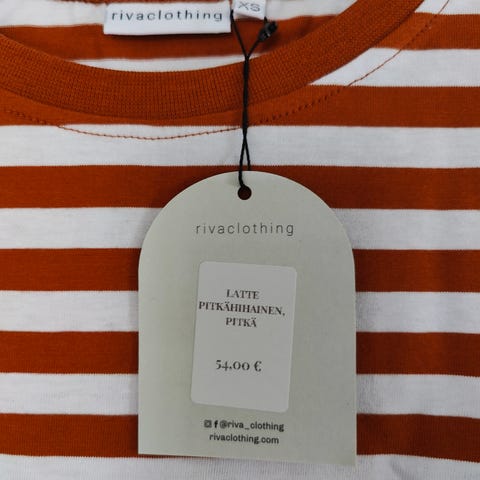 rivaclothing
XS
rivaclothing
LATTE
PITKÄHIHAINEN,
PITKÄ
54,00 €
@riva_clothing
rivaclothing.com